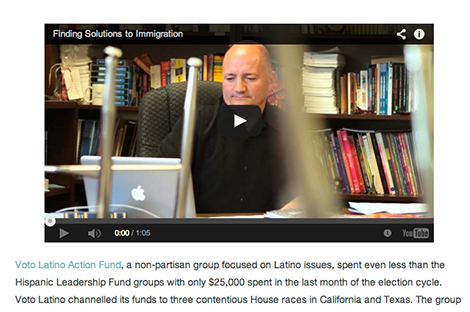 Finding Solutions to Immigration
0:00 / 1:05
YouTube
Voto Latino Action Fund, a non-partisan group focused on Latino issues, spent even less than the
Hispanic Leadership Fund groups with only $25,000 spent in the last month of the election cycle.
Voto Latino channelled its funds to three contentious House races in California and Texas. The group